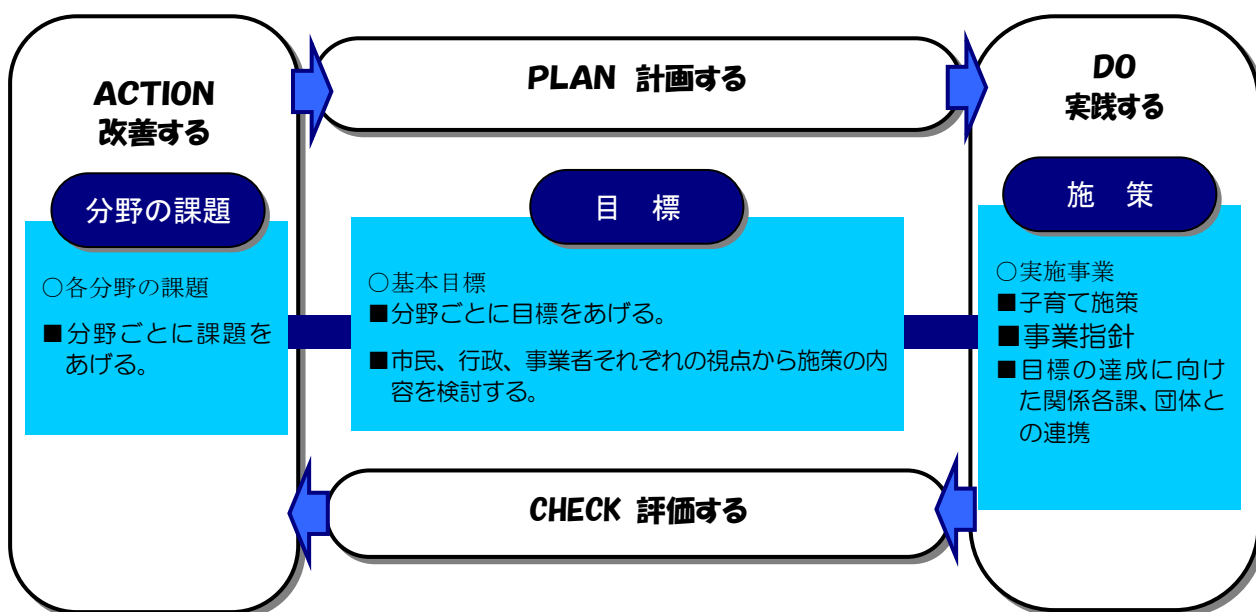 ACTION
改善する
分野の課題
○各分野の課題
■分野ごとに課題を
あげる。
PLAN 計画する
目 標
○基本目標
■分野ごとに目標をあげる。
■市民、行政、事業者それぞれの視点から施策の内
容を検討する。
CHECK 評価する
DO
実践する
施 策
○実施事業
■子育て施策
■事業指針
■目標の達成に向け
た関係各課、団体と
の連携